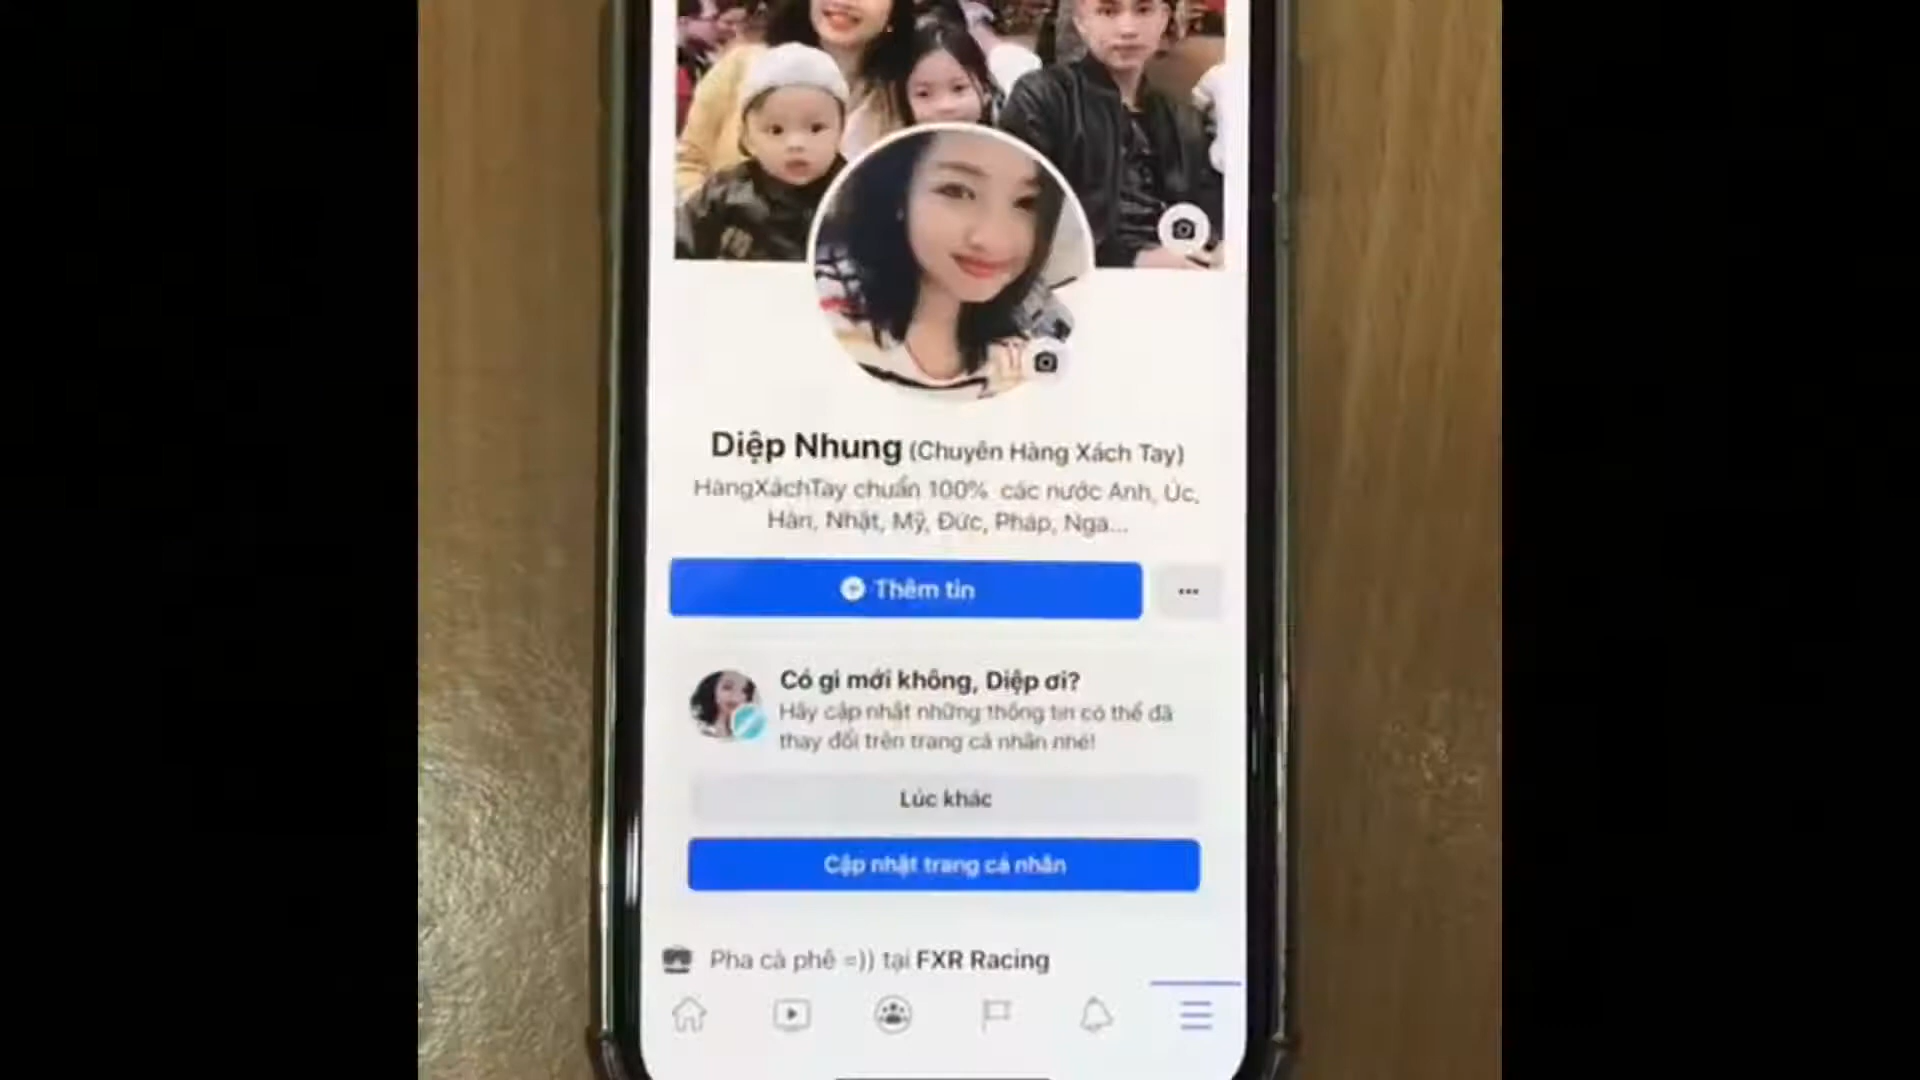 Diệp Nhung (Chuyên Hàng Xách Tay)
HàngXáchTay chuẩn 100% các nước Anh, Úc,
Hàn, Nhật, Mỹ, Đức, Pháp, Nga...
Thêm tin
Có gì mới không, Diệp ơi?
Hãy cập nhật những thông tin có thể đã
thay đổi trên trang cá nhân nhé!
Lúc khác
Cập nhật trang cá nhân
Pha cà phê =)) tại FXR Racing